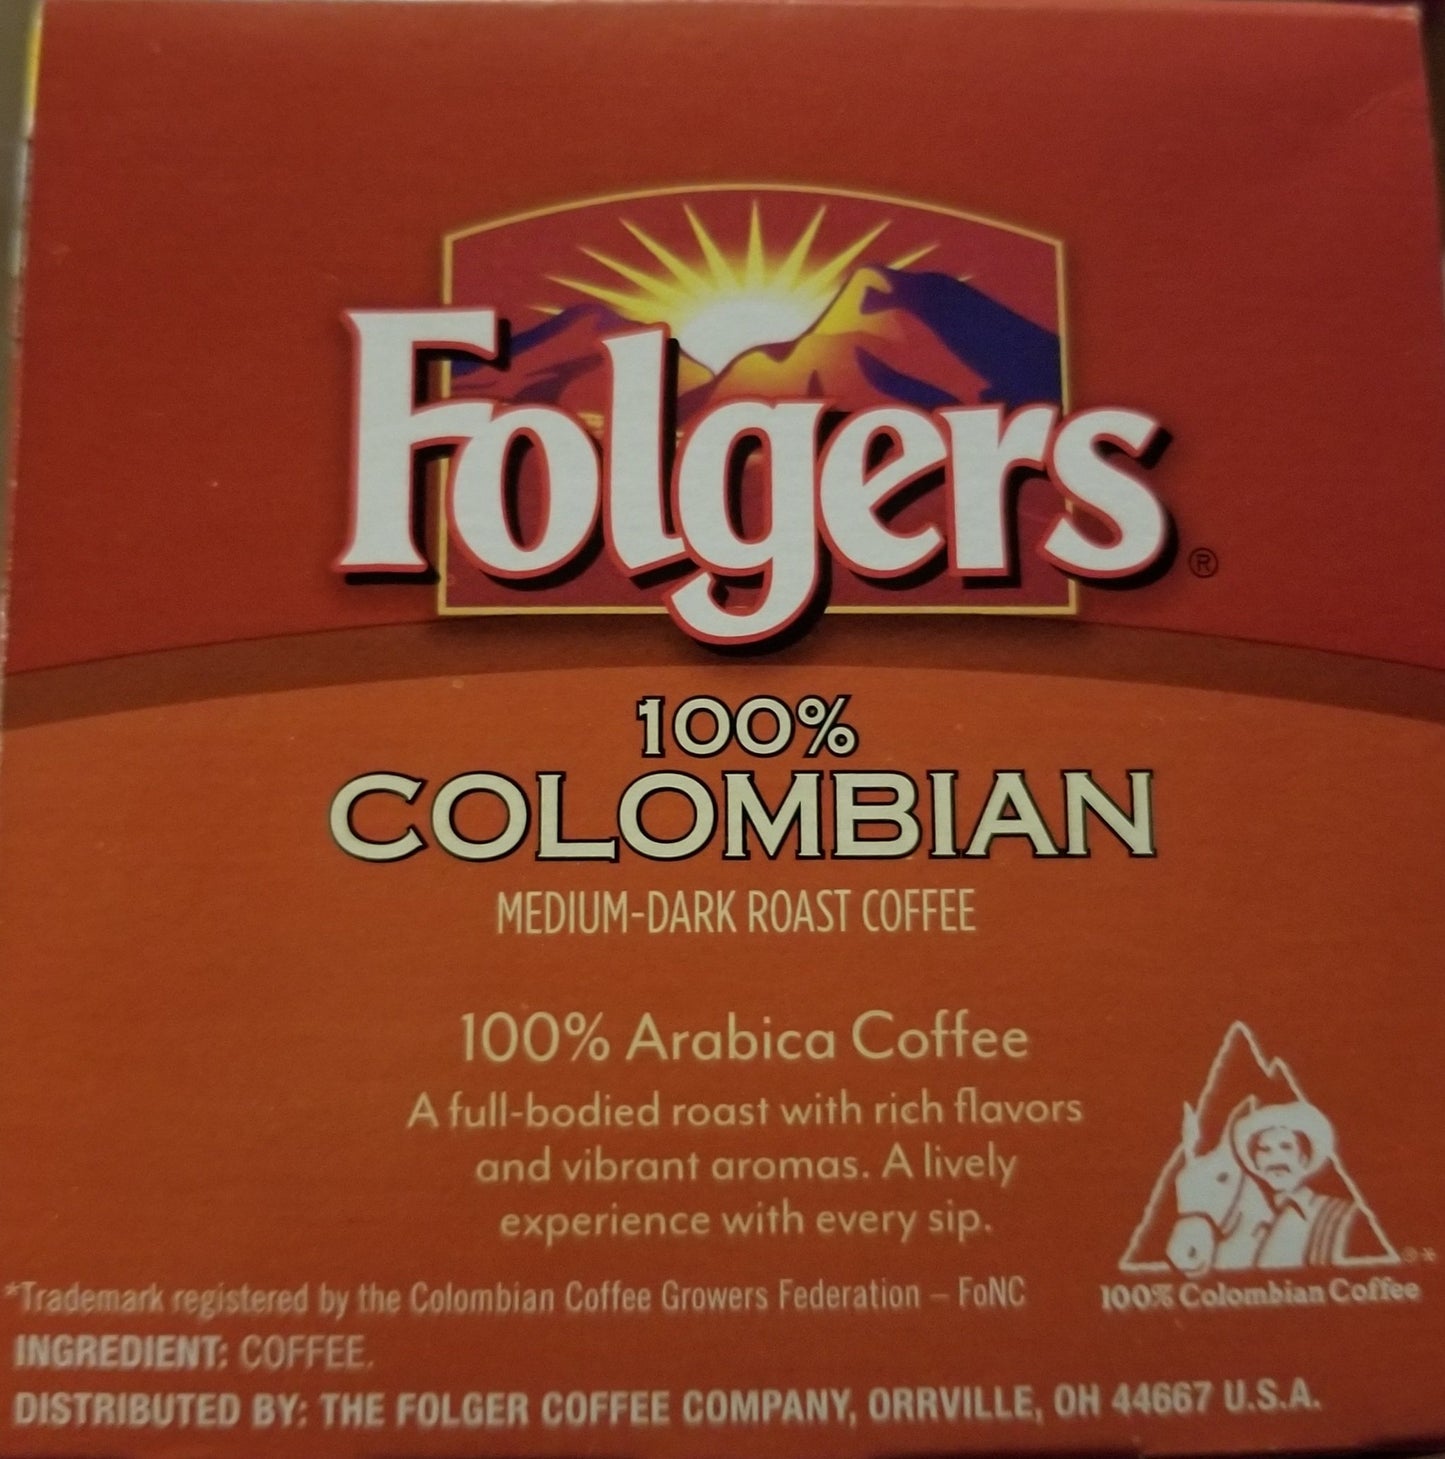 Folgers®
100%
COLOMBIAN
MEDIUM-DARK ROAST COFFEE
100% Arabica Coffee
A full-bodied roast with rich flavors
and vibrant aromas. A lively
experience with every sip.
®*
100% Colombian Coffee
*Trademark registered by the Colombian Coffee Growers Federation – FoNC
INGREDIENT: COFFEE.
DISTRIBUTED BY: THE FOLGER COFFEE COMPANY, ORRVILLE, OH 44667 U.S.A.